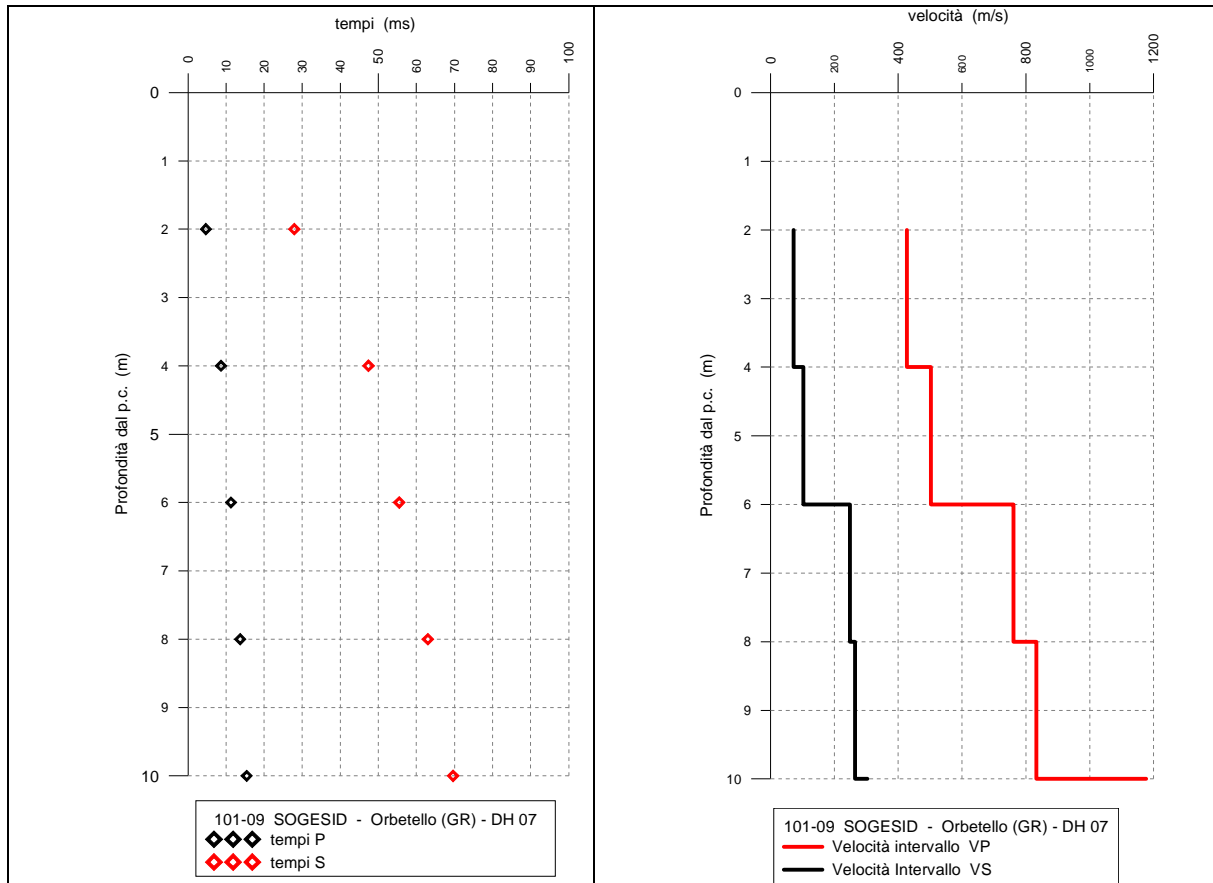 tempi (ms)
0 10 20 30 40 50 60 70 80 90 100
0
1
2
3
4
5
6
7
8
9
10
Profondità dal p.c. (m)
101-09 SOGESID - Orbetello (GR) - DH 07
tempi P
tempi S
velocità (m/s)
0 200 400 600 800 1000 1200
0
1
2
3
4
5
6
7
8
9
10
Profondità dal p.c. (m)
101-09 SOGESID - Orbetello (GR) - DH 07
Velocità intervallo VP
Velocità Intervallo VS